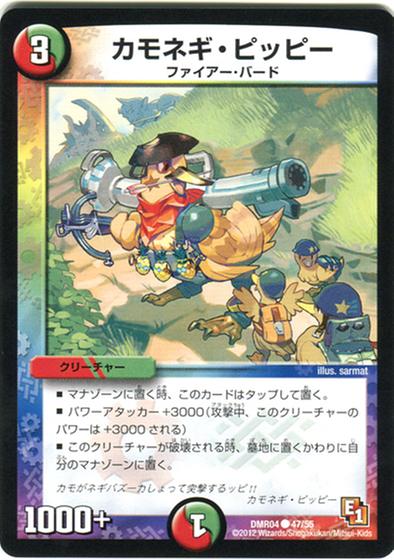 3
カモネギ・ピッピー
ファイアー・バード
illus. sarmat
クリーチャー
■ マナゾーンに置く時、このカードはタップして置く。
■ パワーアタッカー +3000(攻撃中、このクリーチャーの
パワーは +3000される)
■ このクリーチャーが破壊される時、墓地に置くかわりに自
分のマナゾーンに置く。
カモがネギバズーカしょって突撃するッピ!!
カモネギ・ピッピー
1000+
1
DMR04 ● 47/55
©2012 Wizards/Shogakukan/Mitsui-Kids
E1